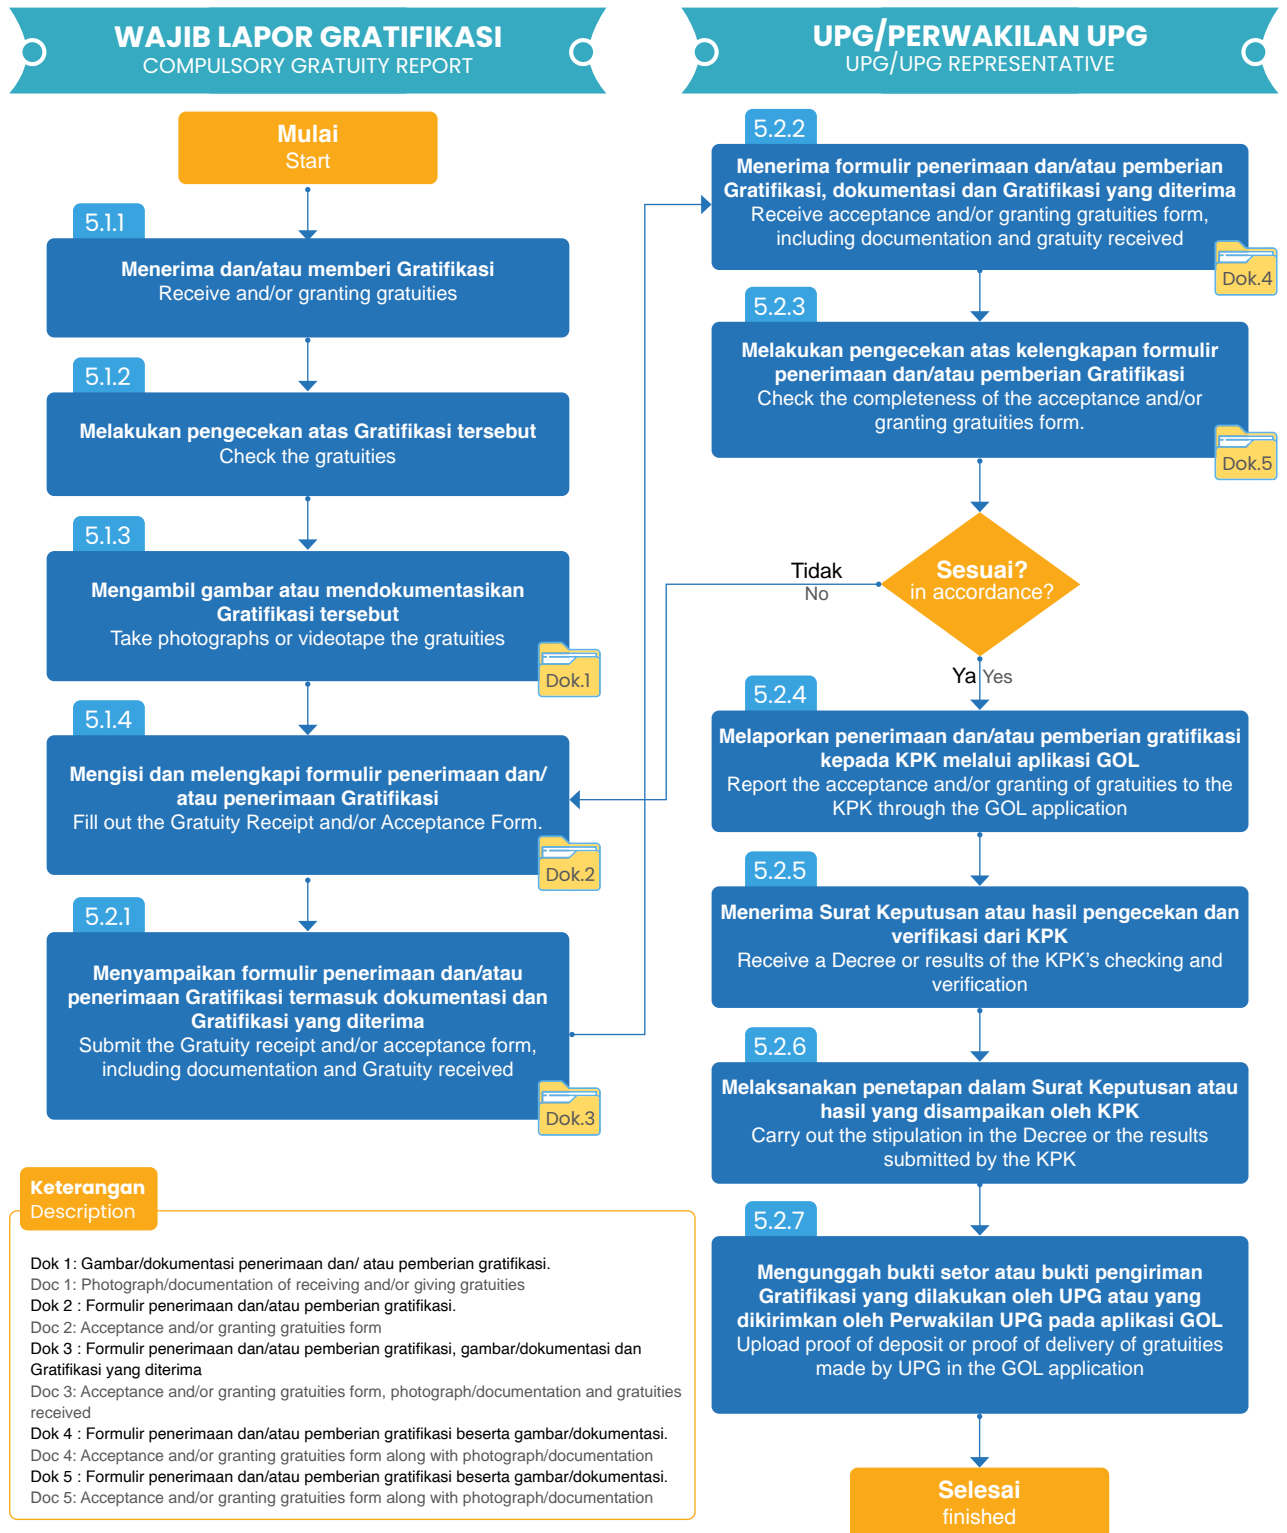 WAJIB LAPOR GRATIFIKASI
COMPULSORY GRATUITY REPORT
Mulai
Start
5.1.1
Menerima dan/atau memberi Gratifikasi
Receive and/or granting gratuities
5.1.2
Melakukan pengecekan atas Gratifikasi tersebut
Check the gratuities
5.1.3
Mengambil gambar atau mendokumentasikan
Gratifikasi tersebut
Take photographs or videotape the gratuities
Dok.1
5.1.4
Mengisi dan melengkapi formulir penerimaan dan/
atau penerimaan Gratifikasi
Fill out the Gratuity Receipt and/or Acceptance Form.
Dok.2
5.2.1
Menyampaikan formulir penerimaan dan/atau
penerimaan Gratifikasi termasuk dokumentasi dan
Gratifikasi yang diterima
Submit the Gratuity receipt and/or acceptance form,
including documentation and Gratuity received
Dok.3
UPG/PERWAKILAN UPG
UPG/UPG REPRESENTATIVE
5.2.2
Menerima formulir penerimaan dan/atau pemberian
Gratifikasi, dokumentasi dan Gratifikasi yang diterima
Receive acceptance and/or granting gratuities form,
including documentation and gratuity received
Dok.4
5.2.3
Melakukan pengecekan atas kelengkapan formulir
penerimaan dan/atau pemberian Gratifikasi
Check the completeness of the acceptance and/or
granting gratuities form.
Dok.5
Sesuai?
in accordance?
Tidak
No
Ya Yes
5.2.4
Melaporkan penerimaan dan/atau pemberian gratifikasi
kepada KPK melalui aplikasi GOL
Report the acceptance and/or granting of gratuities to the
KPK through the GOL application
5.2.5
Menerima Surat Keputusan atau hasil pengecekan dan
verifikasi dari KPK
Receive a Decree or results of the KPK's checking and
verification
5.2.6
Melaksanakan penetapan dalam Surat Keputusan atau
hasil yang disampaikan oleh KPK
Carry out the stipulation in the Decree or the results
submitted by the KPK
5.2.7
Mengunggah bukti setor atau bukti pengiriman
Gratifikasi yang dilakukan oleh UPG atau yang
dikirimkan oleh Perwakilan UPG pada aplikasi GOL
Upload proof of deposit or proof of delivery of gratuities
made by UPG in the GOL application
Selesai
finished
Keterangan
Description
Dok 1: Gambar/dokumentasi penerimaan dan/ atau pemberian gratifikasi.
Doc 1: Photograph/documentation of receiving and/or giving gratuities
Dok 2 : Formulir penerimaan dan/atau pemberian gratifikasi.
Doc 2: Acceptance and/or granting gratuities form
Dok 3 : Formulir penerimaan dan/atau pemberian gratifikasi, gambar/dokumentasi dan
Gratifikasi yang diterima
Doc 3: Acceptance and/or granting gratuities form, photograph/documentation and gratuities
received
Dok 4 : Formulir penerimaan dan/atau pemberian gratifikasi beserta gambar/dokumentasi.
Doc 4: Acceptance and/or granting gratuities form along with photograph/documentation
Dok 5 : Formulir penerimaan dan/atau pemberian gratifikasi beserta gambar/dokumentasi.
Doc 5: Acceptance and/or granting gratuities form along with photograph/documentation